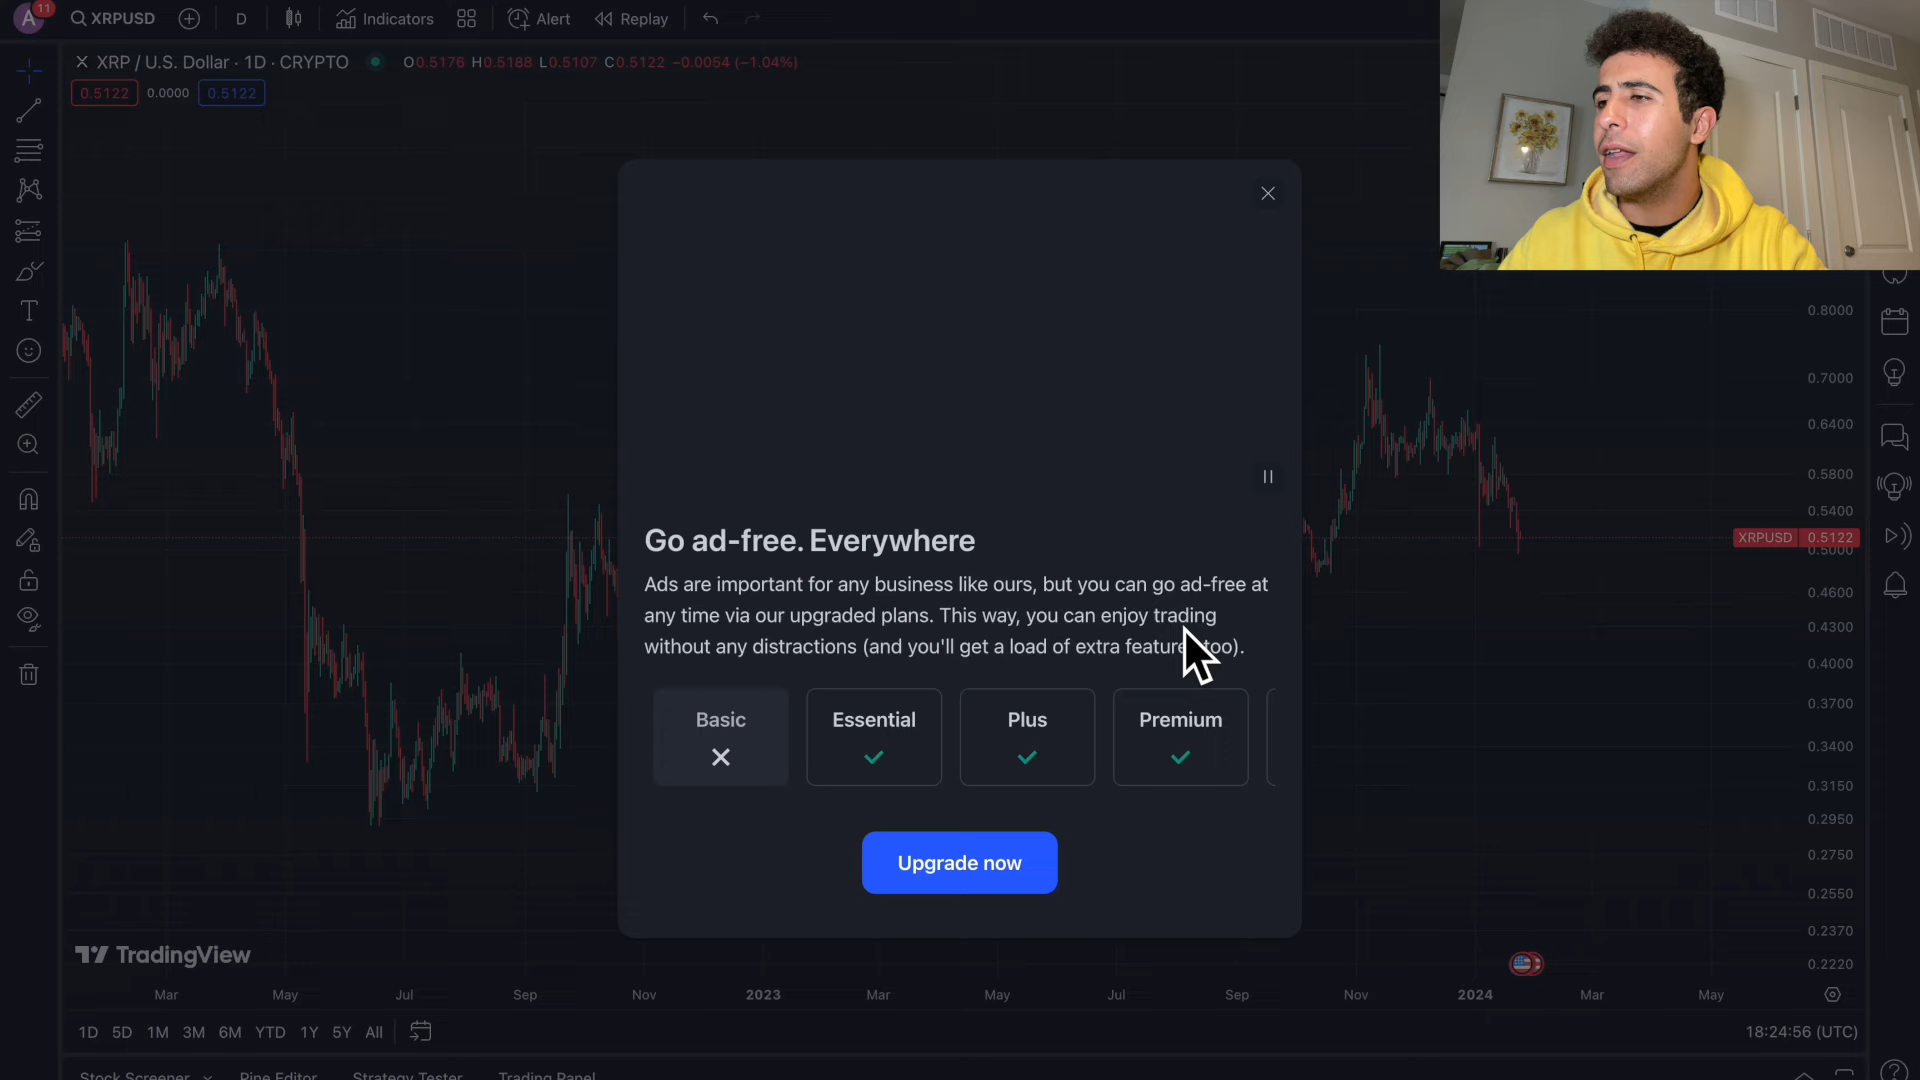 A 11 XRPUSD D Indicators Alert Replay
XRP / U.S. Dollar · 1D · CRYPTO O0.5176 H0.5188 L0.5107 C0.5122 −0.0054 (−1.04%)
0.5122 0.0000 0.5122
Go ad-free. Everywhere
Ads are important for any business like ours, but you can go ad-free at
any time via our upgraded plans. This way, you can enjoy trading
without any distractions (and you'll get a load of extra feature too).
Basic Essential Plus Premium
Upgrade now
0.8000
0.7000
0.6400
0.5800
0.5400
XRPUSD 0.5122
0.5000
0.4600
0.4300
0.4000
0.3700
0.3400
0.3150
0.2950
0.2750
0.2550
0.2370
0.2220
TradingView
Mar May Jul Sep Nov 2023 Mar May Jul Sep Nov 2024 Mar May
1D 5D 1M 3M 6M YTD 1Y 5Y All 18:24:56 (UTC)
Stock Screener Pine Editor Strategy Tester Trading Panel